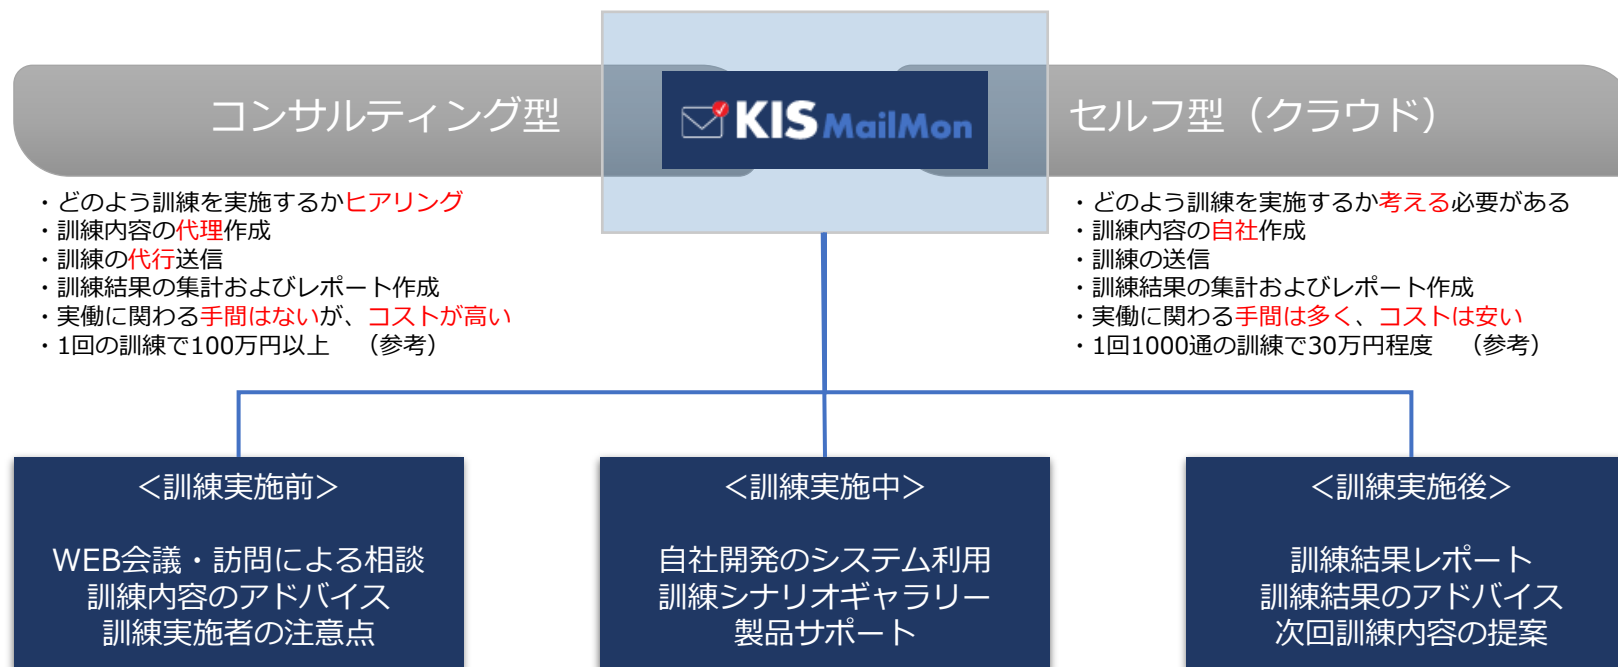 コンサルティング型
KIS MailMon
セルフ型（クラウド）
・どのよう訓練を実施するかヒアリング
・訓練内容の代理作成
・訓練の代行送信
・訓練結果の集計およびレポート作成
・実働に関わる手間はないが、コストが高い
・1回の訓練で100万円以上　（参考）
・どのよう訓練を実施するか考える必要がある
・訓練内容の自社作成
・訓練の送信
・訓練結果の集計およびレポート作成
・実働に関わる手間は多く、コストは安い
・1回1000通の訓練で30万円程度　（参考）
＜訓練実施前＞
WEB会議・訪問による相談
訓練内容のアドバイス
訓練実施者の注意点
＜訓練実施中＞
自社開発のシステム利用
訓練シナリオギャラリー
製品サポート
＜訓練実施後＞
訓練結果レポート
訓練結果のアドバイス
次回訓練内容の提案